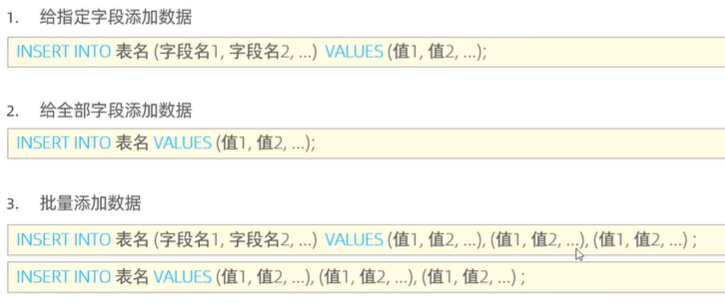 1. 给指定字段添加数据
INSERT INTO 表名 (字段名1, 字段名2, ...) VALUES (值1, 值2, ...);
2. 给全部字段添加数据
INSERT INTO 表名 VALUES (值1, 值2, ...);
3. 批量添加数据
INSERT INTO 表名 (字段名1, 字段名2, ...) VALUES (值1, 值2, ...), (值1, 值2, ...), (值1, 值2, ...) ;
INSERT INTO 表名 VALUES (值1, 值2, ...), (值1, 值2, ...), (值1, 值2, ...) ;